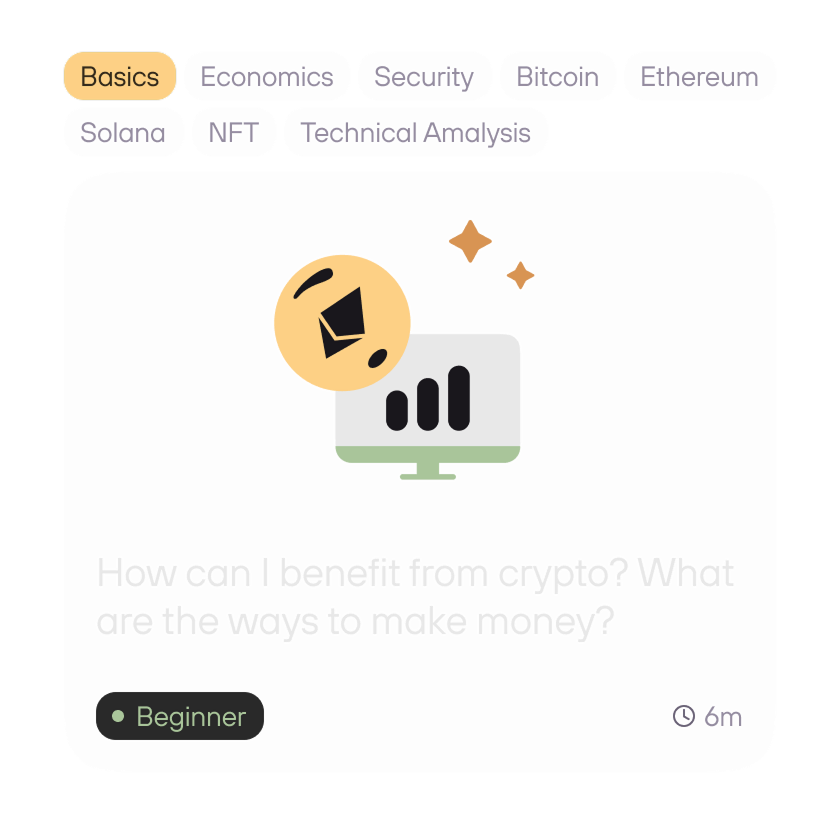 Basics Economics Security Bitcoin Ethereum
Solana NFT Technical Amalysis
How can I benefit from crypto? What
are the ways to make money?
Beginner 6m